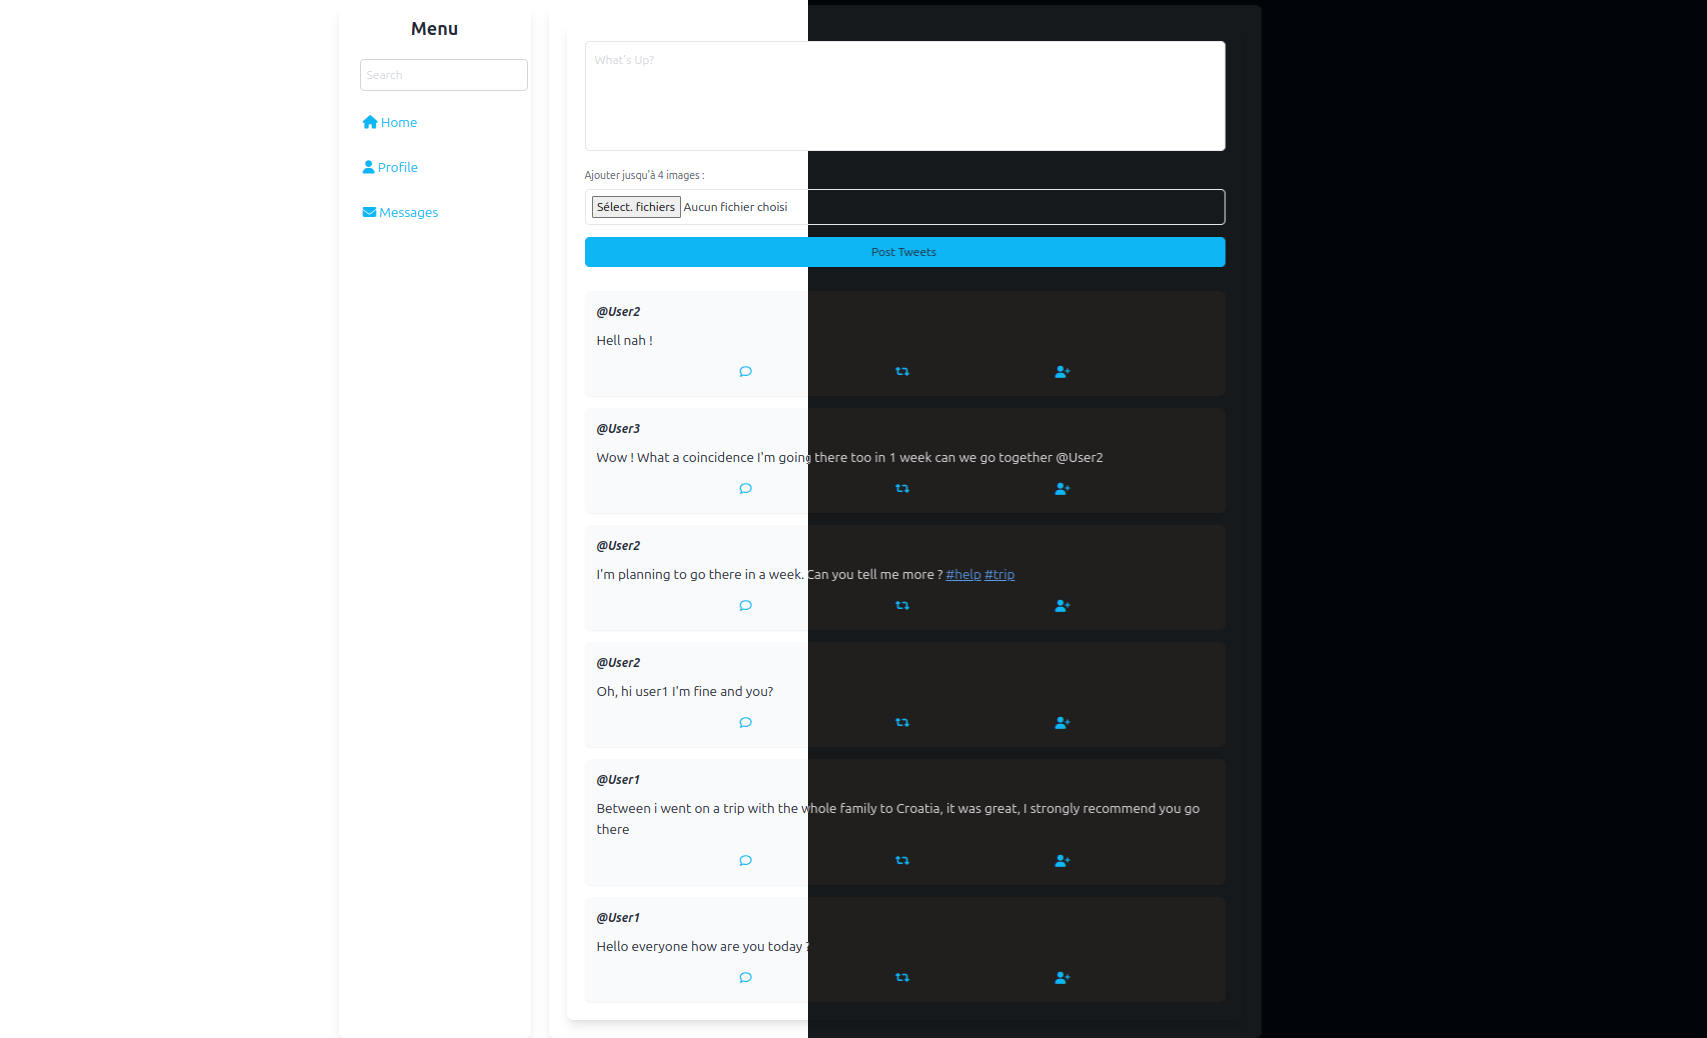 Menu
Search
Home
Profile
Messages
What's Up?
Ajouter jusqu'à 4 images :
Sélect. fichiers Aucun fichier choisi
Post Tweets
@User2
Hell nah !
@User3
Wow ! What a coincidence I'm going there too in 1 week can we go together @User2
@User2
I'm planning to go there in a week. Can you tell me more ? #help #trip
@User2
Oh, hi user1 I'm fine and you?
@User1
Between i went on a trip with the whole family to Croatia, it was great, I strongly recommend you go
there
@User1
Hello everyone how are you today ?